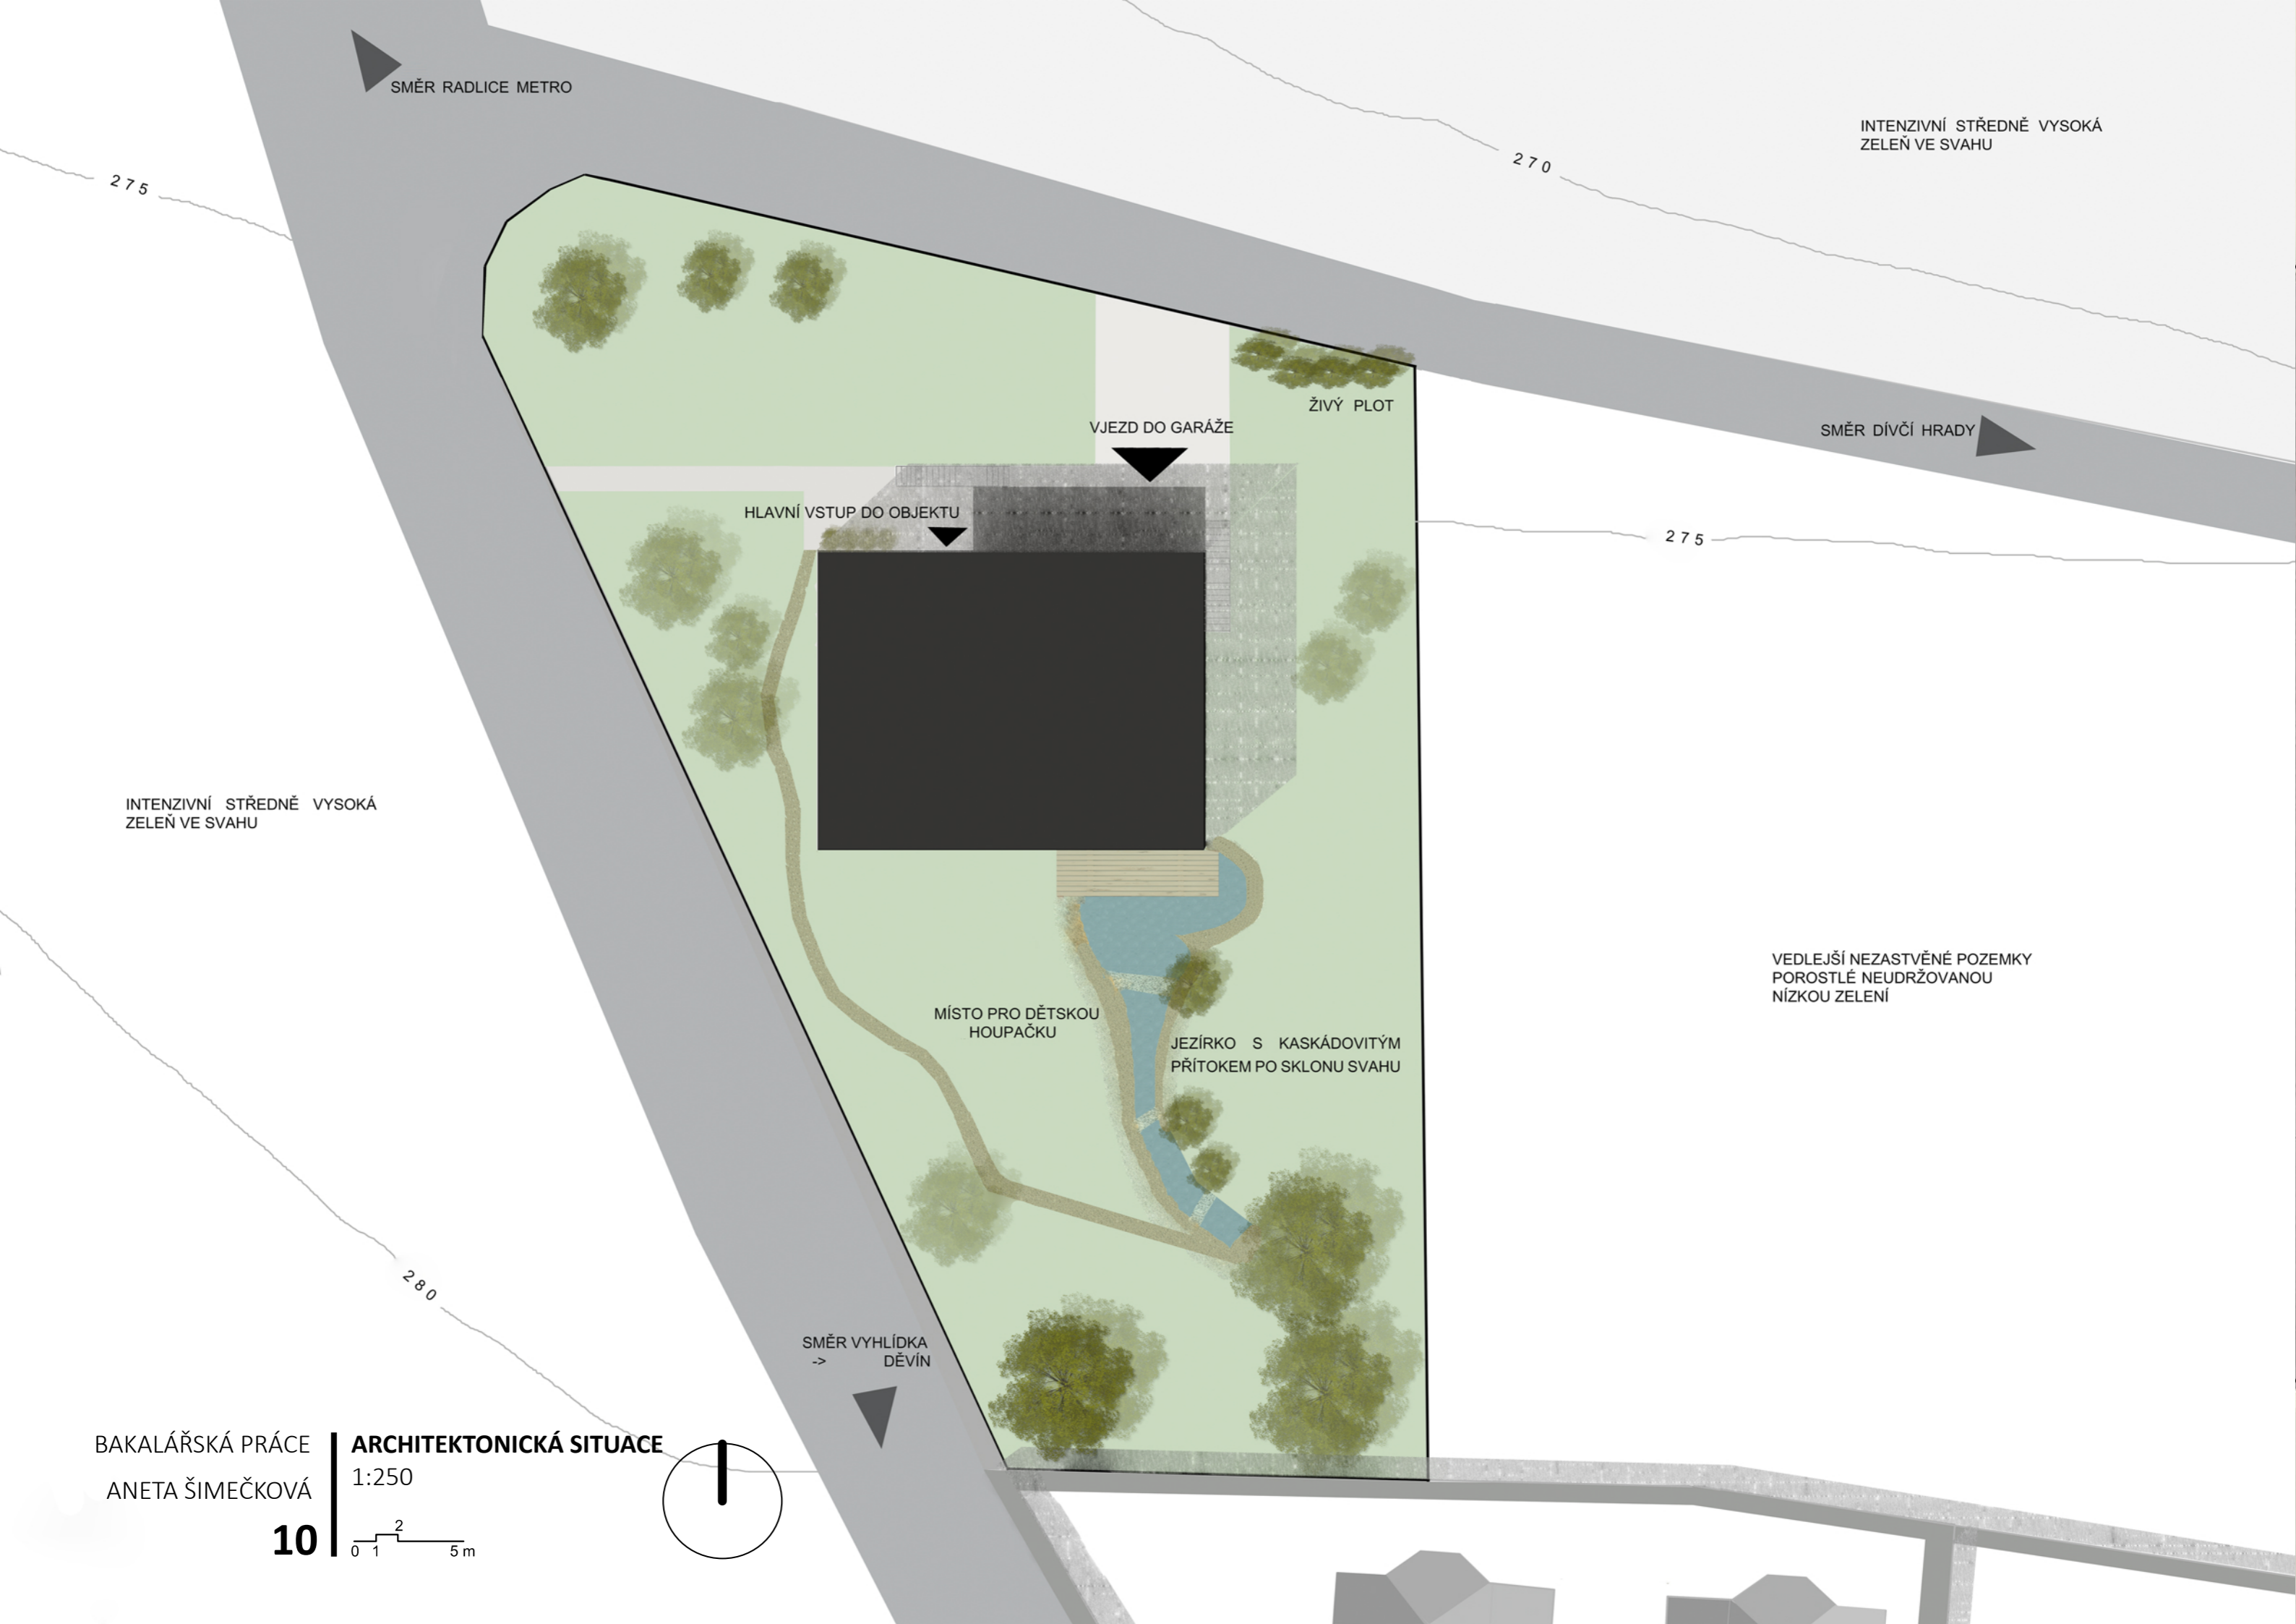 SMĚR RADLICE METRO
INTENZIVNÍ STŘEDNĚ VYSOKÁ
ZELEŇ VE SVAHU
270
275
ŽIVÝ PLOT
VJEZD DO GARÁŽE
SMĚR DÍVČÍ HRADY
HLAVNÍ VSTUP DO OBJEKTU
275
INTENZIVNÍ STŘEDNĚ VYSOKÁ
ZELEŇ VE SVAHU
VEDLEJŠÍ NEZASTVĚNÉ POZEMKY
POROSTLÉ NEUDRŽOVANOU
NÍZKOU ZELENÍ
MÍSTO PRO DĚTSKOU
HOUPAČKU
JEZÍRKO S KASKÁDOVITÝM
PŘÍTOKEM PO SKLONU SVAHU
280
SMĚR VYHLÍDKA
-> DĚVÍN
BAKALÁŘSKÁ PRÁCE
ANETA ŠIMEČKOVÁ
10
ARCHITEKTONICKÁ SITUACE
1:250
2
0 1 5 m